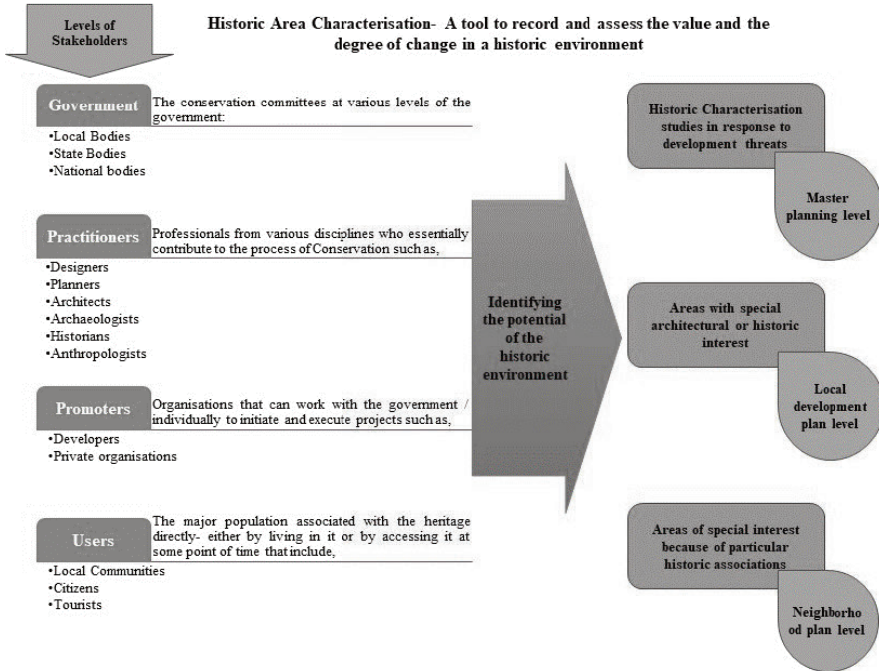 Levels of
Stakeholders
Historic Area Characterisation- A tool to record and assess the value and the
degree of change in a historic environment
Government
The conservation committees at various levels of the
government:
•Local Bodies
•State Bodies
•National bodies
Practitioners
Professionals from various disciplines who essentially
contribute to the process of Conservation such as,
•Designers
•Planners
•Architects
•Archaeologists
•Historians
•Anthropologists
Promoters
Organisations that can work with the government /
individually to initiate and execute projects such as,
•Developers
•Private organisations
Users
The major population associated with the heritage
directly- either by living in it or by accessing it at
some point of time that include,
•Local Communities
•Citizens
•Tourists
Identifying
the potential
of the
historic
environment
Historic Characterisation
studies in response to
development threats
Master
planning level
Areas with special
architectural or historic
interest
Local
development
plan level
Areas of special interest
because of particular
historic associations
Neighborho
od plan level